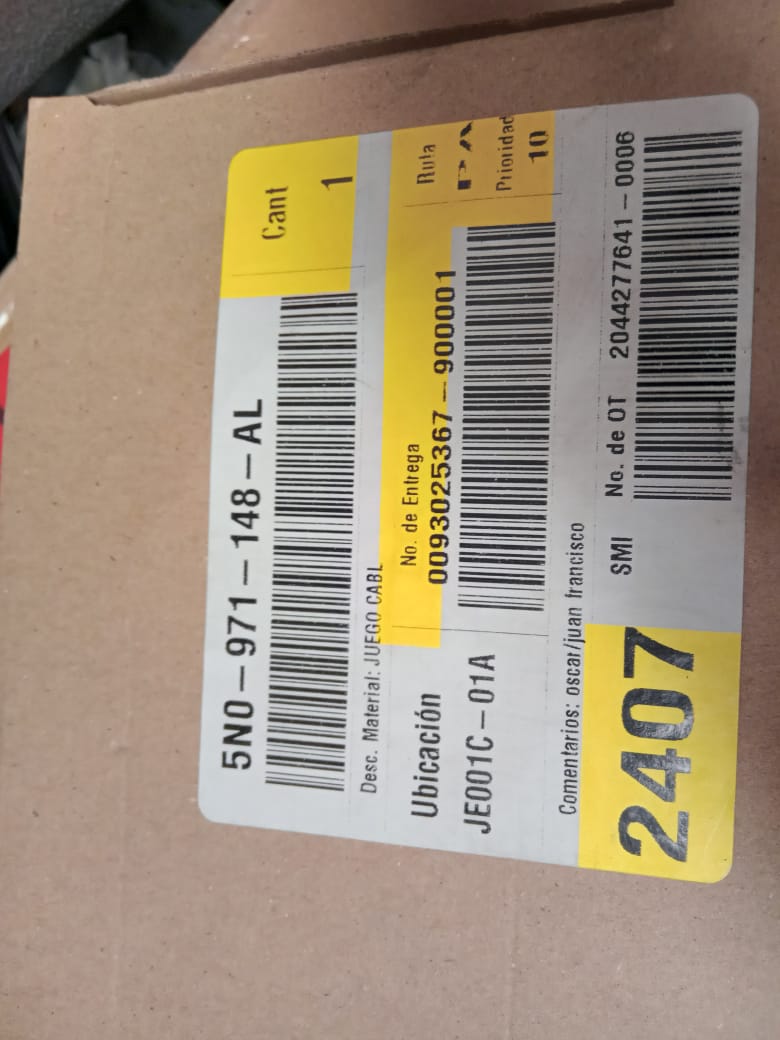 5N0-971-148-AL
Cant
1
Desc. Material: JUEGO CABL
No. de Entrega
0093025367-900001
Ruta
PA
Prioridad
10
Ubicación
JE001C-01A
Comentarios: oscar/juan francisco
2407
SMI
No. de OT 2044277641-0006